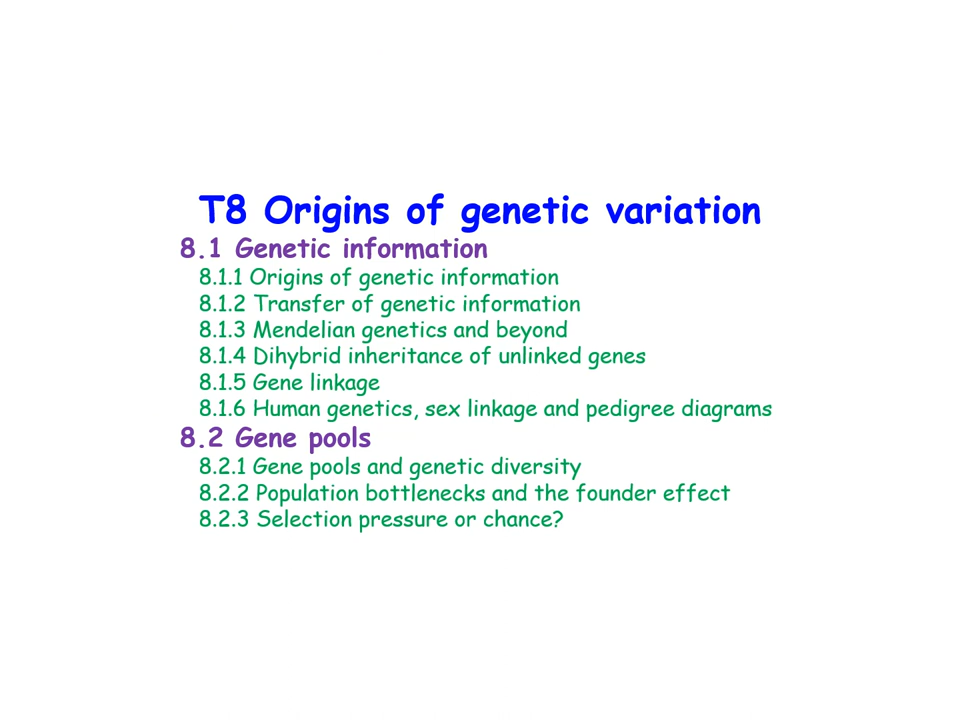 T8 Origins of genetic variation
8.1 Genetic information
8.1.1 Origins of genetic information
8.1.2 Transfer of genetic information
8.1.3 Mendelian genetics and beyond
8.1.4 Dihybrid inheritance of unlinked genes
8.1.5 Gene linkage
8.1.6 Human genetics, sex linkage and pedigree diagrams
8.2 Gene pools
8.2.1 Gene pools and genetic diversity
8.2.2 Population bottlenecks and the founder effect
8.2.3 Selection pressure or chance?